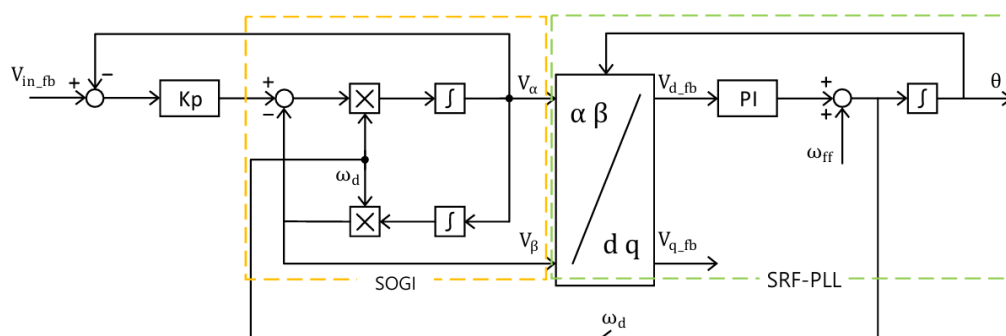 V_in_fb
+
−
Kp
+
−
ω_d
∫
∫
SOGI
V_α
V_β
α β
d q
V_d_fb
V_q_fb
PI
+
+
ω_ff
∫
θ
SRF-PLL
ω_d